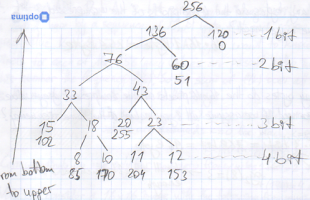 256
optima
136 120 1 bit
0
76 60 2 bit
51
33 43
15 18 20 23 3 bit
102 255
8 10 11 12 4 bit
85 170 204 153
from bottom
to upper